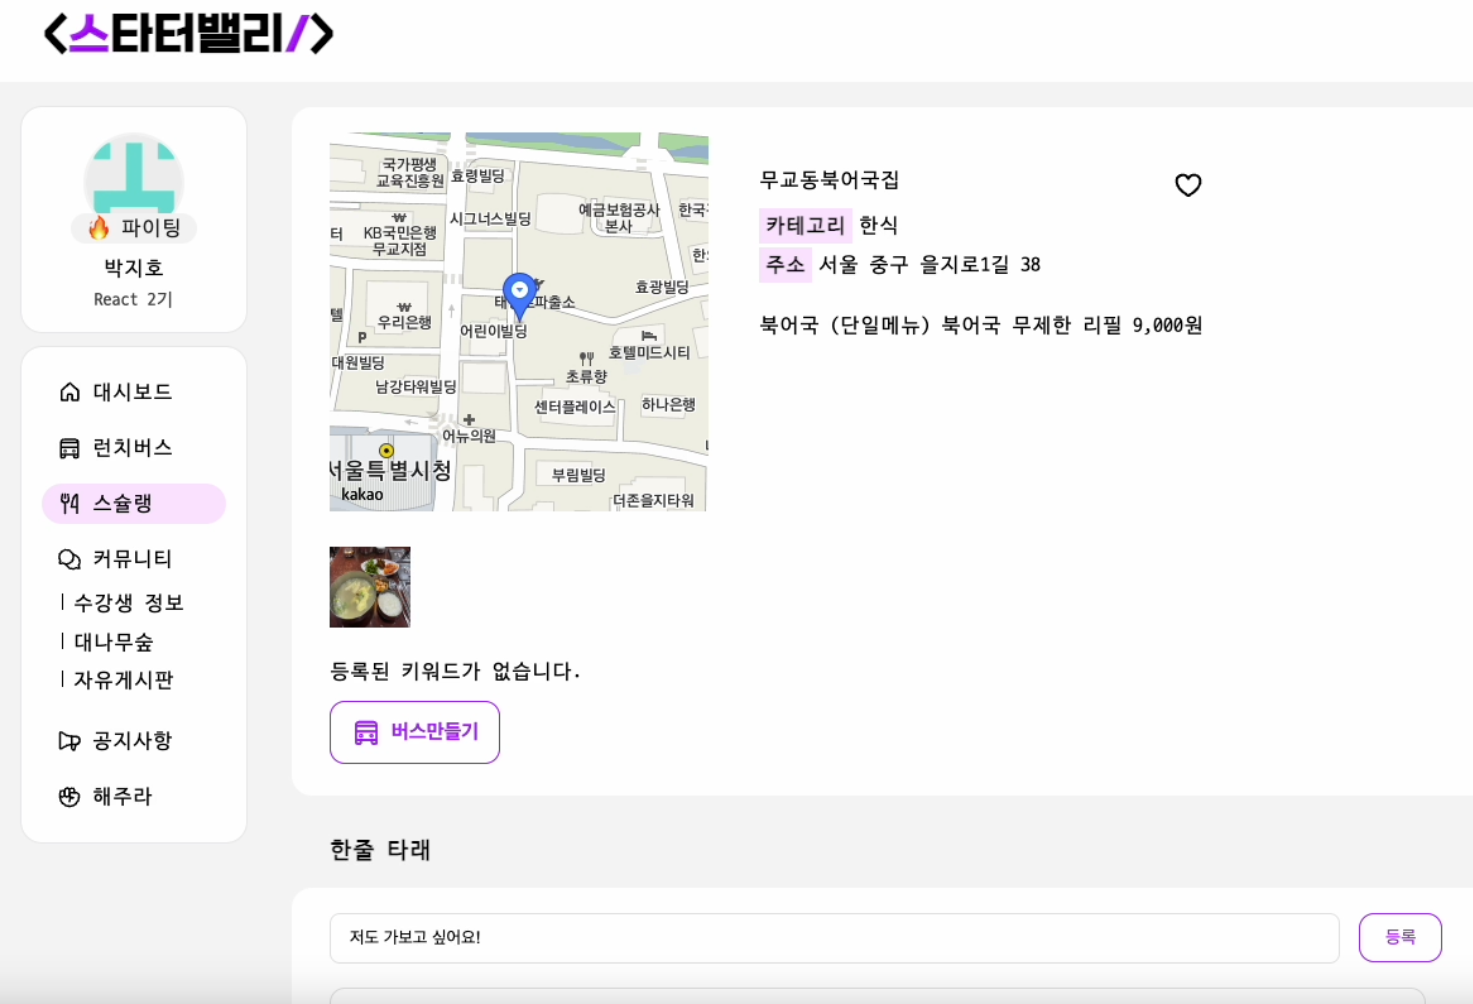 <스타터밸리/>
🔥 파이팅
박지호
React 2기
대시보드
런치버스
스슐랭
커뮤니티
수강생 정보
대나무숲
자유게시판
공지사항
해주라
국가평생
교육진흥원
효령빌딩
시그너스빌딩
예금보험공사
본사
한국
터
KB국민은행
무교지점
한
효광빌딩
파출소
텔
우리은행
P
어린이빌딩
호텔미드시티
대원빌딩
초류향
남강타워빌딩
센터플레이스
하나은행
어뉴의원
서울특별시청
kakao
부림빌딩
더존을지타워
무교동북어국집
카테고리 한식
주소 서울 중구 을지로1길 38
북어국 (단일메뉴) 북어국 무제한 리필 9,000원
등록된 키워드가 없습니다.
버스만들기
한줄 타래
저도 가보고 싶어요!
등록